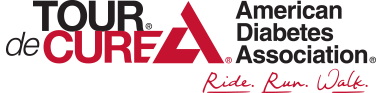 TOUR®
de CURE®
American
Diabetes
Association®
Ride. Run. Walk.